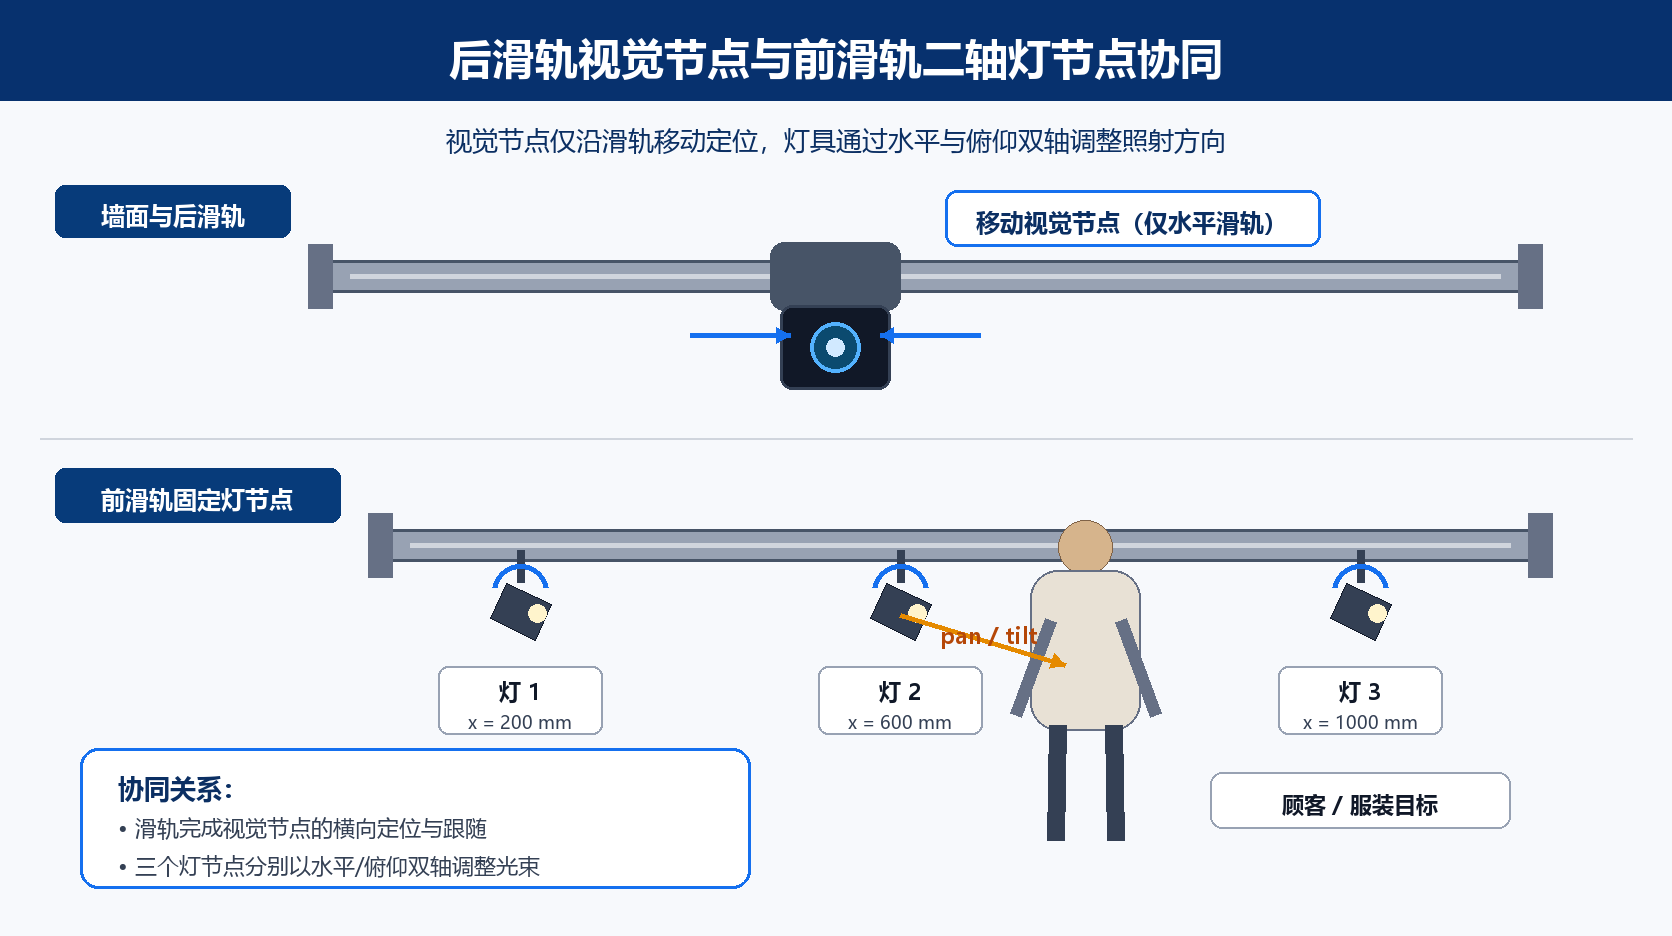 后滑轨视觉节点与前滑轨二轴灯节点协同
视觉节点仅沿滑轨移动定位，灯具通过水平与俯仰双轴调整照射方向
墙面与后滑轨
移动视觉节点（仅水平滑轨）
前滑轨固定灯节点
pan / tilt
灯 1
x = 200 mm
灯 2
x = 600 mm
灯 3
x = 1000 mm
协同关系：
• 滑轨完成视觉节点的横向定位与跟随
• 三个灯节点分别以水平/俯仰双轴调整光束
顾客 / 服装目标